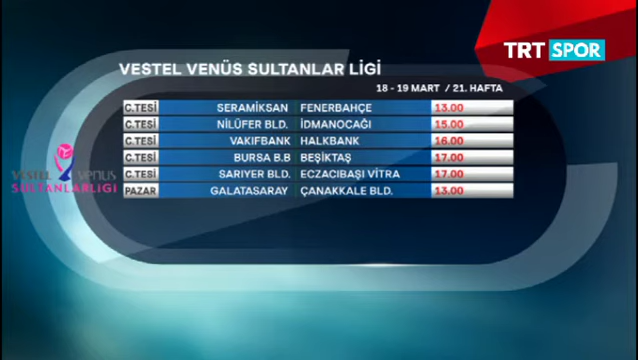 TRT SPOR
VESTEL VENÜS SULTANLAR LİGİ
18 - 19 MART / 21. HAFTA
C.TESİ SERAMİKSAN FENERBAHÇE 13.00
C.TESİ NİLÜFER BLD. İDMANOCAĞI 15.00
C.TESİ VAKIFBANK HALKBANK 16.00
C.TESİ BURSA B.B BEŞİKTAŞ 17.00
C.TESİ SARIYER BLD. ECZACIBAŞI VİTRA 17.00
PAZAR GALATASARAY ÇANAKKALE BLD. 13.00
VESTEL venüs
SULTANLARLİGİ